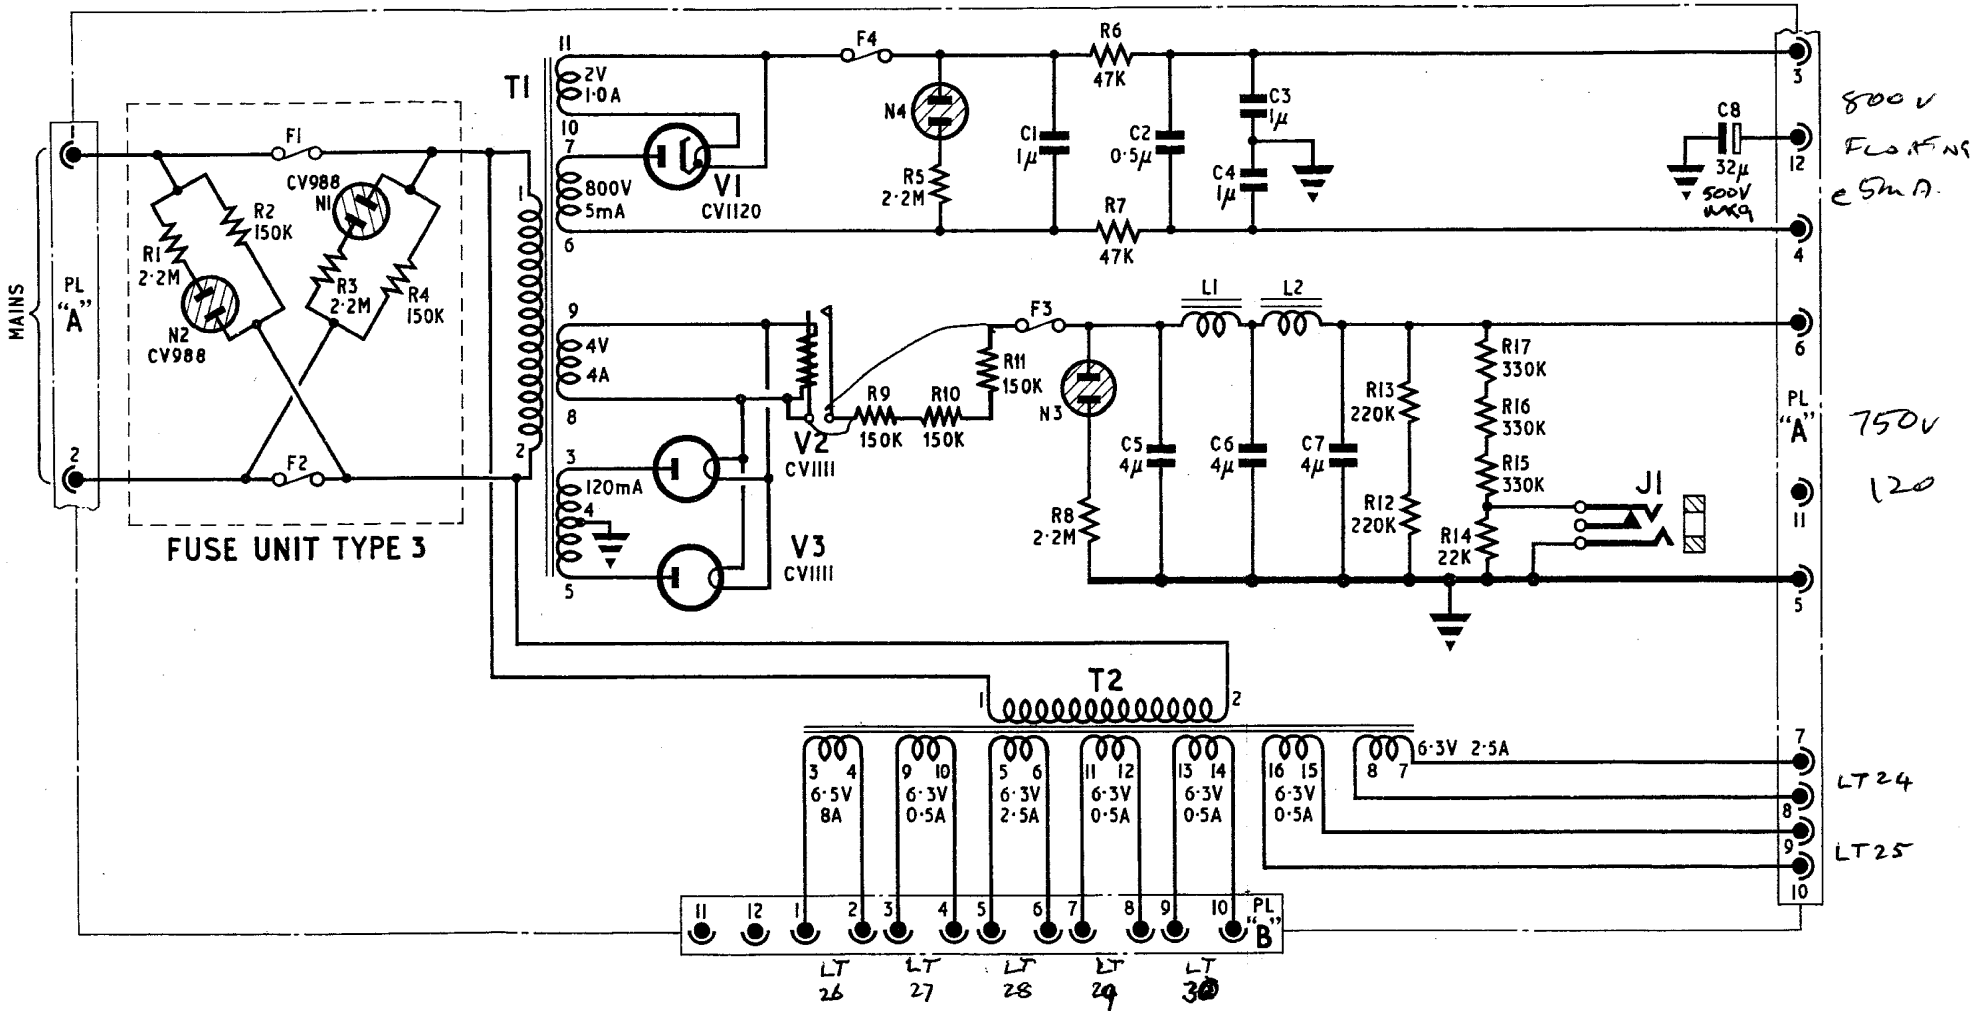 MAINS
PL
“A”
2
F1
CV988
N1
R2
150K
R1
2·2M
N2
CV988
R3
2·2M
R4
150K
F2
FUSE UNIT TYPE 3
T1
1
2
11
2V
1·0A
10
7
800V
5mA
6
V1
CV1120
F4
N4
R5
2·2M
C1
1µ
R6
47K
C2
0·5µ
R7
47K
C3
1µ
C4
1µ
C8
32µ
500V
3
12
4
800V
FLOATING
@ 5mA.
9
4V
4A
8
3
120mA
4
5
V2
CV1111
V3
CV1111
R9
150K
R10
150K
R11
150K
F3
N3
R8
2·2M
L1
L2
C5
4µ
C6
4µ
C7
4µ
R13
220K
R12
220K
R17
330K
R16
330K
R15
330K
R14
22K
J1
6
PL
“A”
11
5
750V
120
T2
1
2
3 4
6·5V
8A
9 10
6·3V
0·5A
5 6
6·3V
2·5A
11 12
6·3V
0·5A
13 14
6·3V
0·5A
16 15
6·3V
0·5A
8 7
6·3V 2·5A
7
8
9
10
LT24
LT25
11 12 1 2 3 4 5 6 7 8 9 10
PL
“B”
LT
26
LT
27
LT
28
LT
29
LT
30